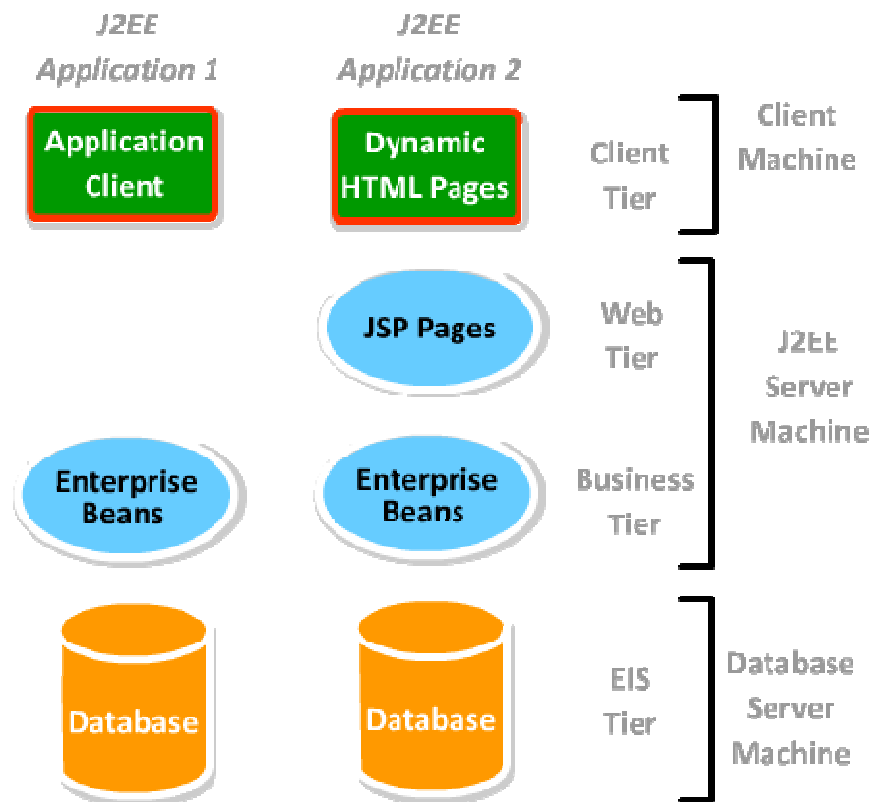 J2EE
Application 1
J2EE
Application 2
Application
Client
Dynamic
HTML Pages
Client
Tier
Client
Machine
JSP Pages
Web
Tier
J2EE
Server
Machine
Enterprise
Beans
Enterprise
Beans
Business
Tier
Database
Database
EIS
Tier
Database
Server
Machine